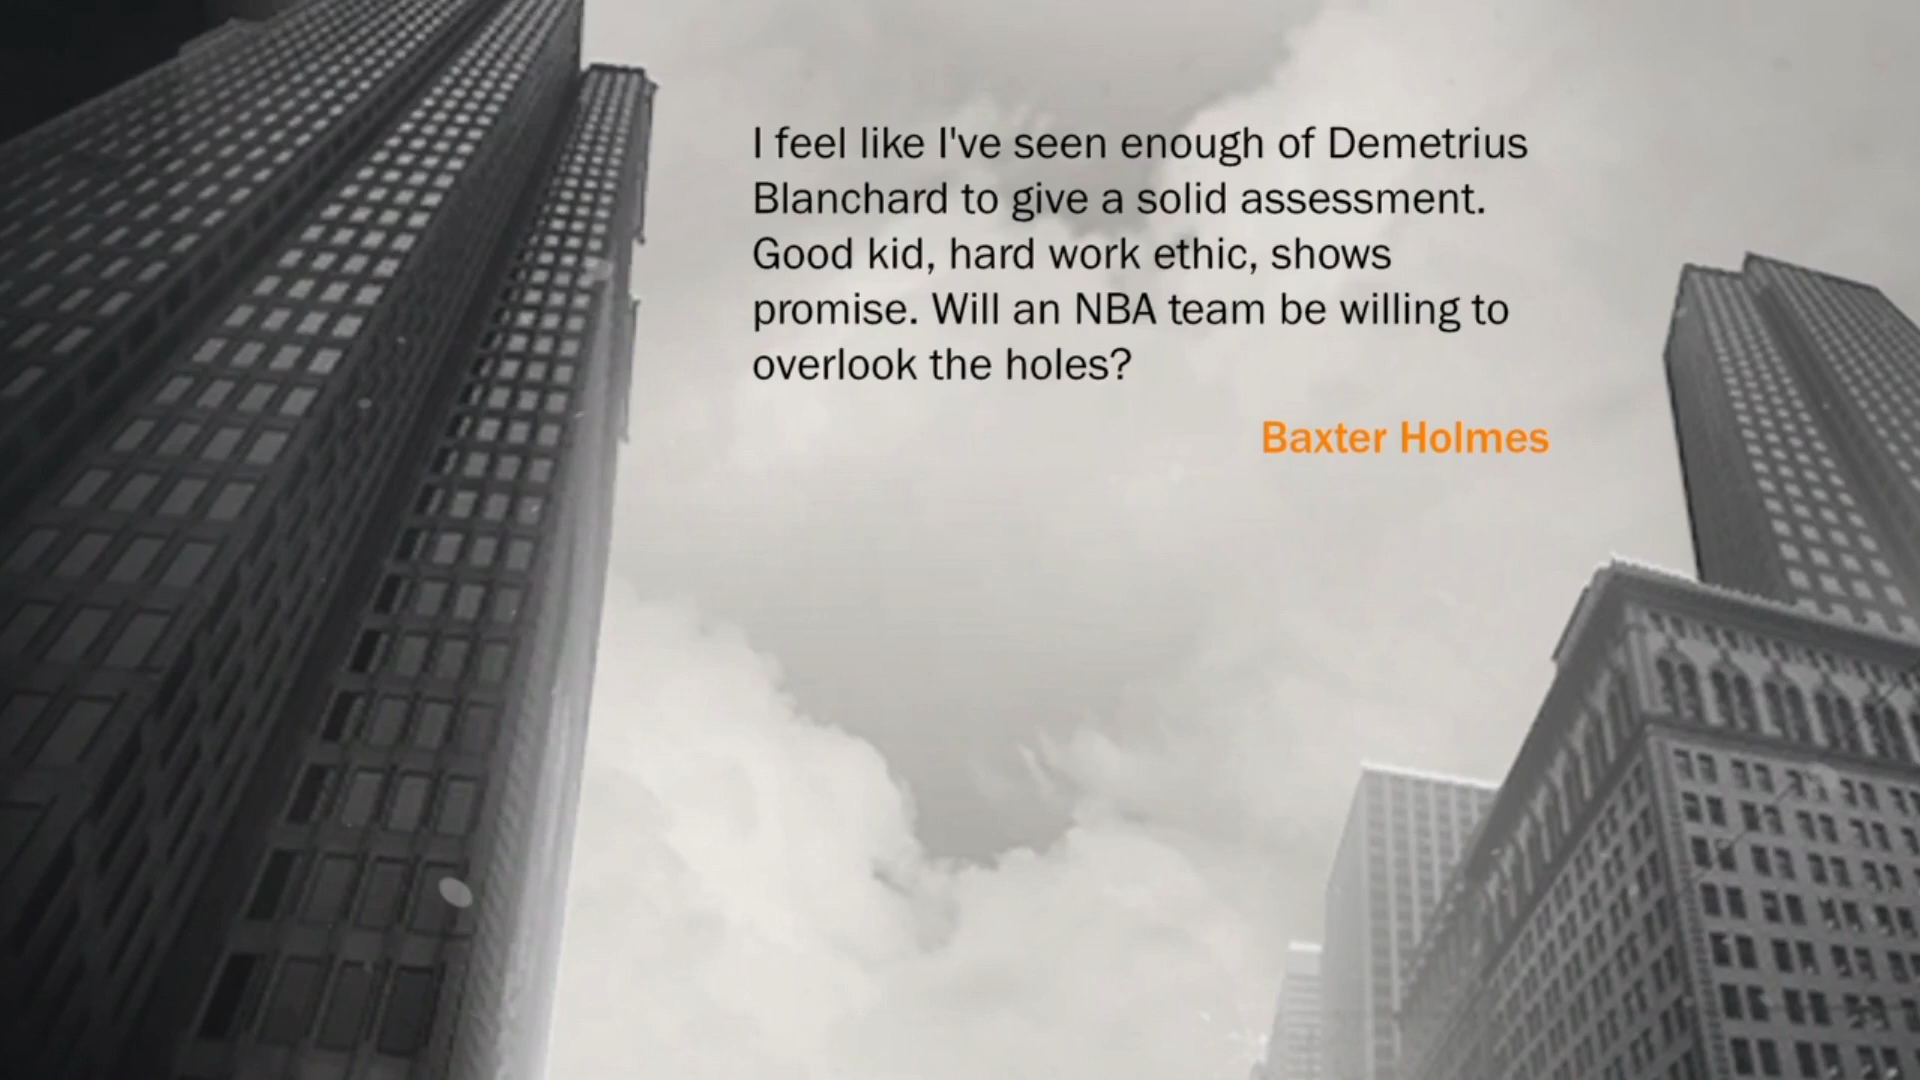 I feel like I've seen enough of Demetrius
Blanchard to give a solid assessment.
Good kid, hard work ethic, shows
promise. Will an NBA team be willing to
overlook the holes?
Baxter Holmes